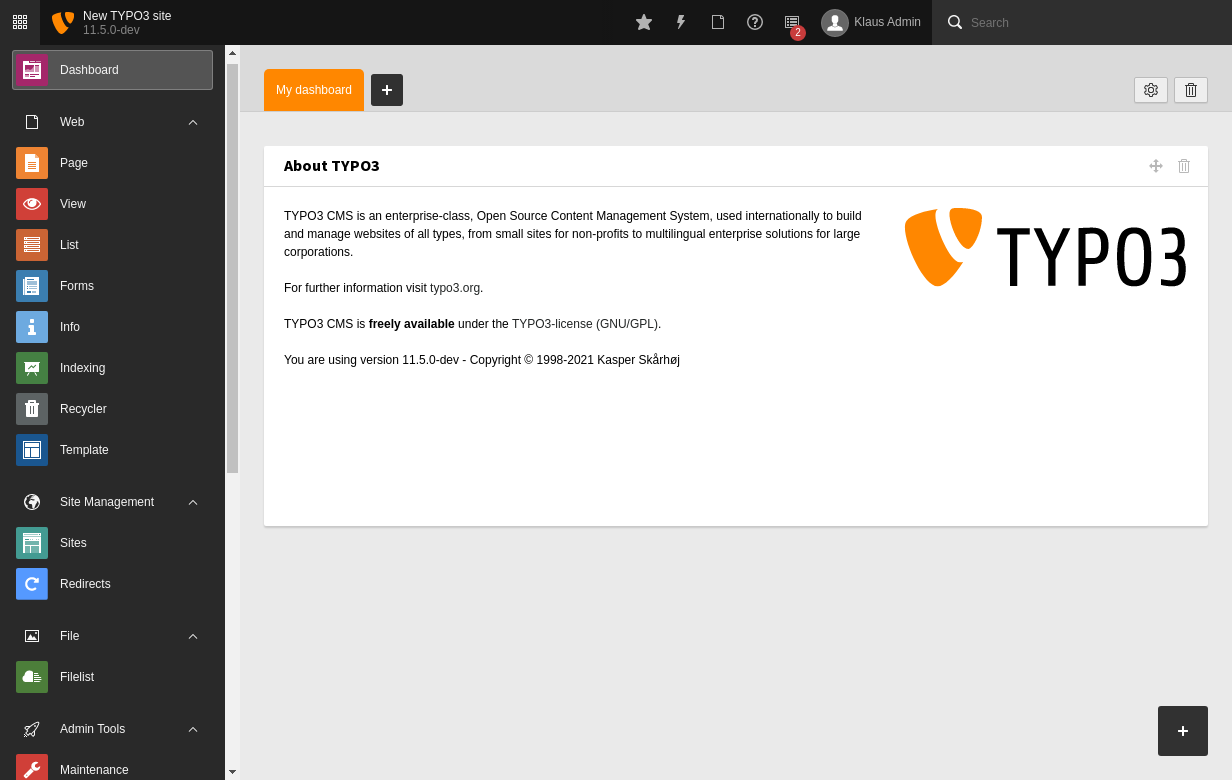 New TYPO3 site
11.5.0-dev
2
Klaus Admin
Search
Dashboard
Web
Page
View
List
Forms
Info
Indexing
Recycler
Template
Site Management
Sites
Redirects
File
Filelist
Admin Tools
Maintenance
My dashboard
About TYPO3
TYPO3 CMS is an enterprise-class, Open Source Content Management System, used internationally to build
and manage websites of all types, from small sites for non-profits to multilingual enterprise solutions for large
corporations.
For further information visit typo3.org.
TYPO3 CMS is freely available under the TYPO3-license (GNU/GPL).
You are using version 11.5.0-dev - Copyright © 1998-2021 Kasper Skårhøj
TYPO3